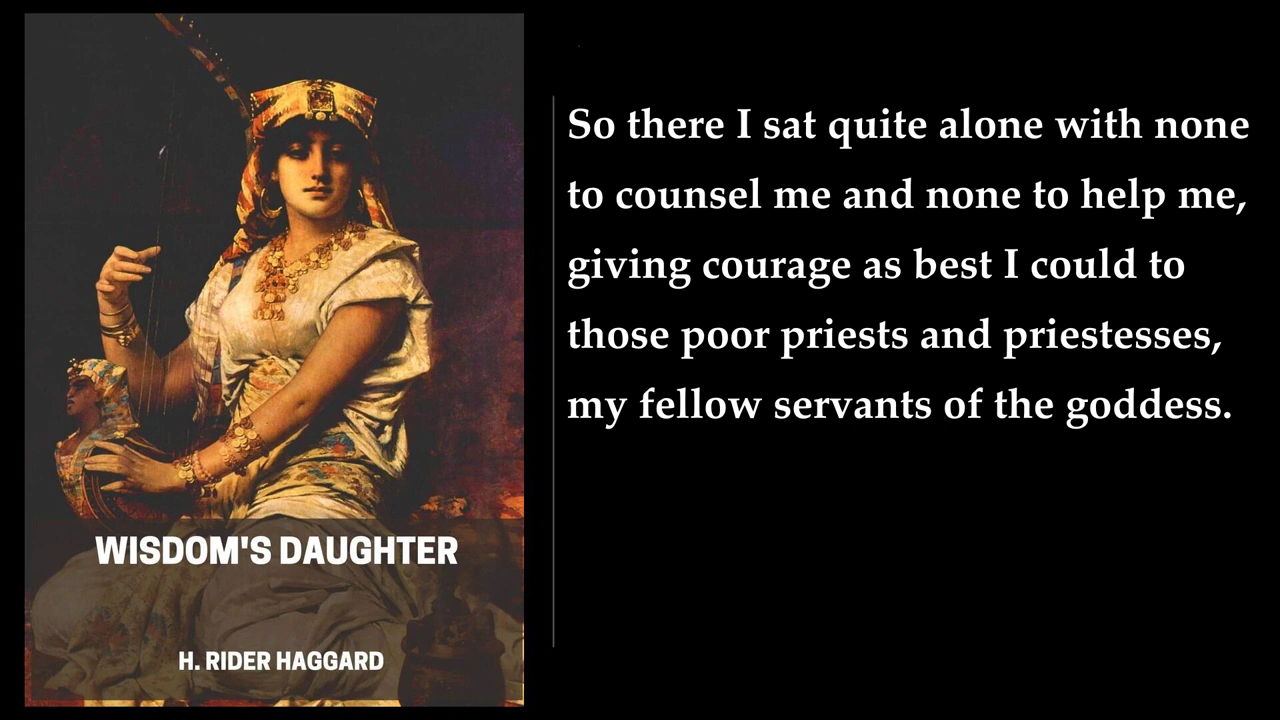 WISDOM'S DAUGHTER
H. RIDER HAGGARD
So there I sat quite alone with none
to counsel me and none to help me,
giving courage as best I could to
those poor priests and priestesses,
my fellow servants of the goddess.